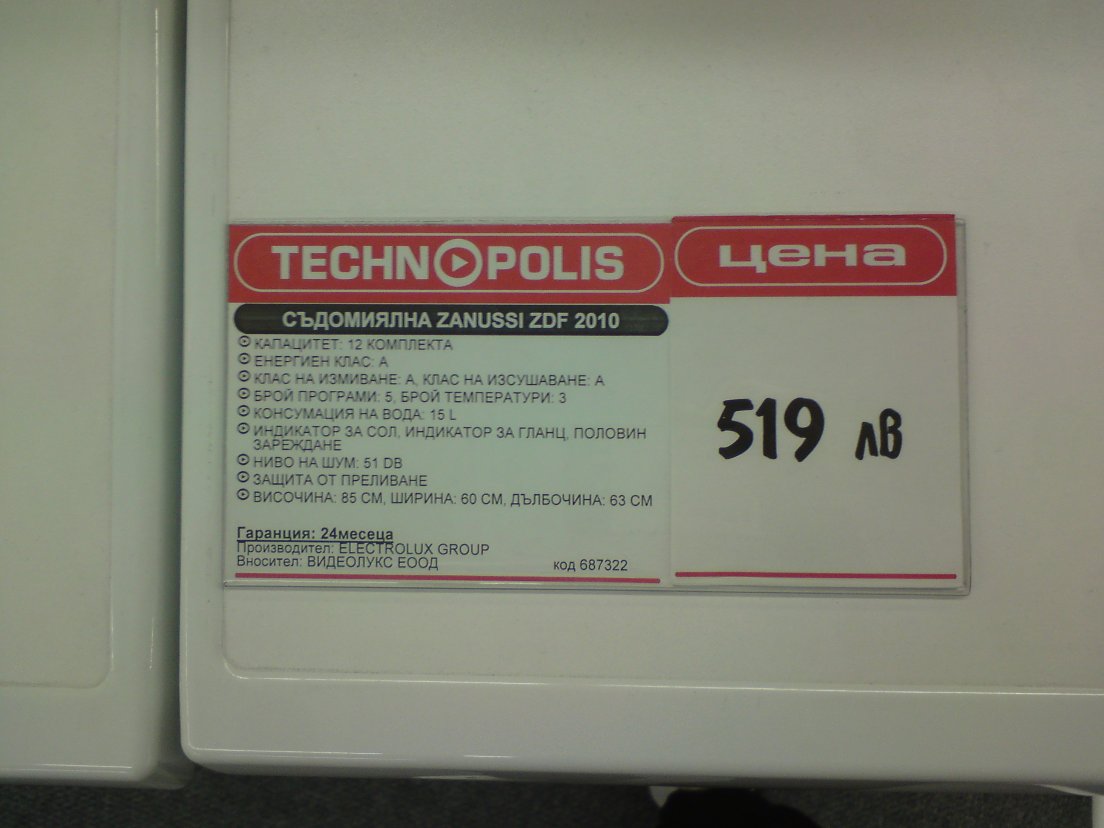 TECHNOPOLIS
цена
СЪДОМИЯЛНА ZANUSSI ZDF 2010
КАПАЦИТЕТ: 12 КОМПЛЕКТА
ЕНЕРГИЕН КЛАС: А
КЛАС НА ИЗМИВАНЕ: А, КЛАС НА ИЗСУШАВАНЕ: А
БРОЙ ПРОГРАМИ: 5, БРОЙ ТЕМПЕРАТУРИ: 3
КОНСУМАЦИЯ НА ВОДА: 15 L
ИНДИКАТОР ЗА СОЛ, ИНДИКАТОР ЗА ГЛАНЦ, ПОЛОВИН
ЗАРЕЖДАНЕ
НИВО НА ШУМ: 51 DB
ЗАЩИТА ОТ ПРЕЛИВАНЕ
ВИСОЧИНА: 85 СМ, ШИРИНА: 60 СМ, ДЪЛБОЧИНА: 63 СМ
519 лв
Гаранция: 24месеца
Производител: ELECTROLUX GROUP
Вносител: ВИДЕОЛУКС ЕООД код 687322